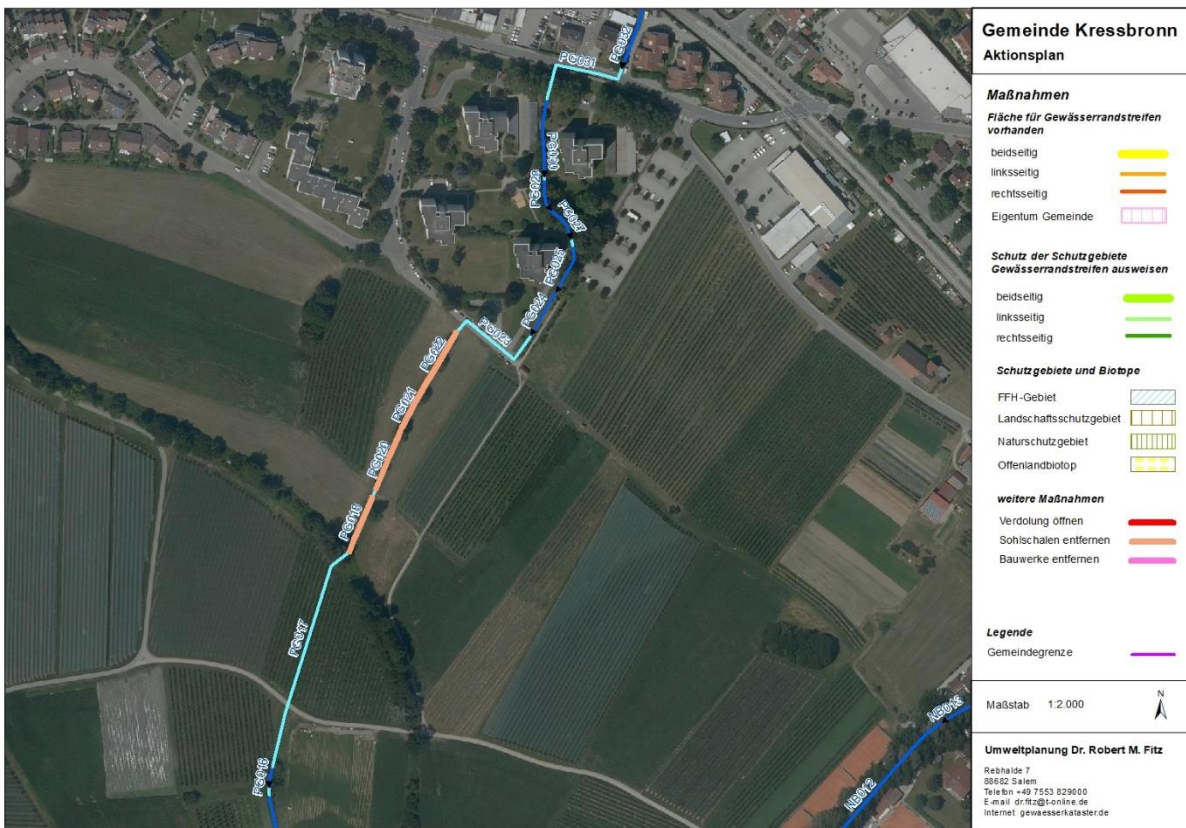 PG031
PG032
PG030
PG028
PG027
PG025
PG024
PG023
PG022
PG021
PG020
PG018
PG017
PG016
NB013
NB012
Gemeinde Kressbronn
Aktionsplan
Maßnahmen
Fläche für Gewässerrandstreifen
vorhanden
beidseitig
linksseitig
rechtsseitig
Eigentum Gemeinde
Schutz der Schutzgebiete
Gewässerrandstreifen ausweisen
beidseitig
linksseitig
rechtsseitig
Schutzgebiete und Biotope
FFH-Gebiet
Landschaftsschutzgebiet
Naturschutzgebiet
Offenlandbiotop
weitere Maßnahmen
Verdolung öffnen
Sohlschalen entfernen
Bauwerke entfernen
Legende
Gemeindegrenze
Maßstab 1:2.000
N
Umweltplanung Dr. Robert M. Fitz
Rebhalde 7
88682 Salem
Telefon +49 7553 829000
E-mail dr.fitz@t-online.de
Internet gewaesserkataster.de